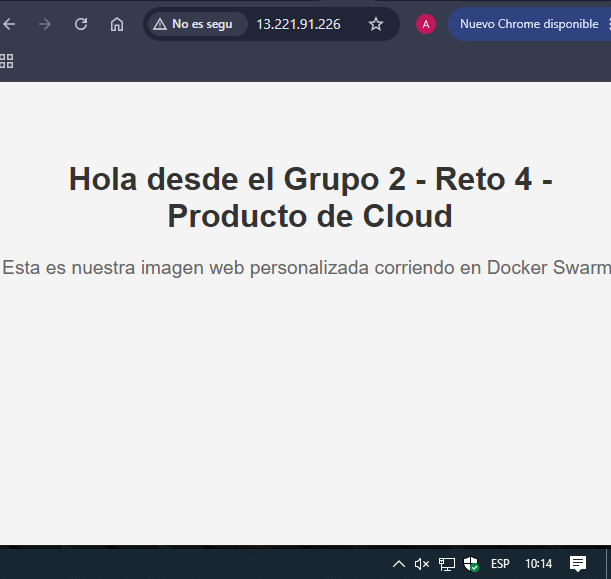 No es segu
13.221.91.226
A
Nuevo Chrome disponible
Hola desde el Grupo 2 - Reto 4 -
Producto de Cloud
Esta es nuestra imagen web personalizada corriendo en Docker Swarm
ESP
10:14